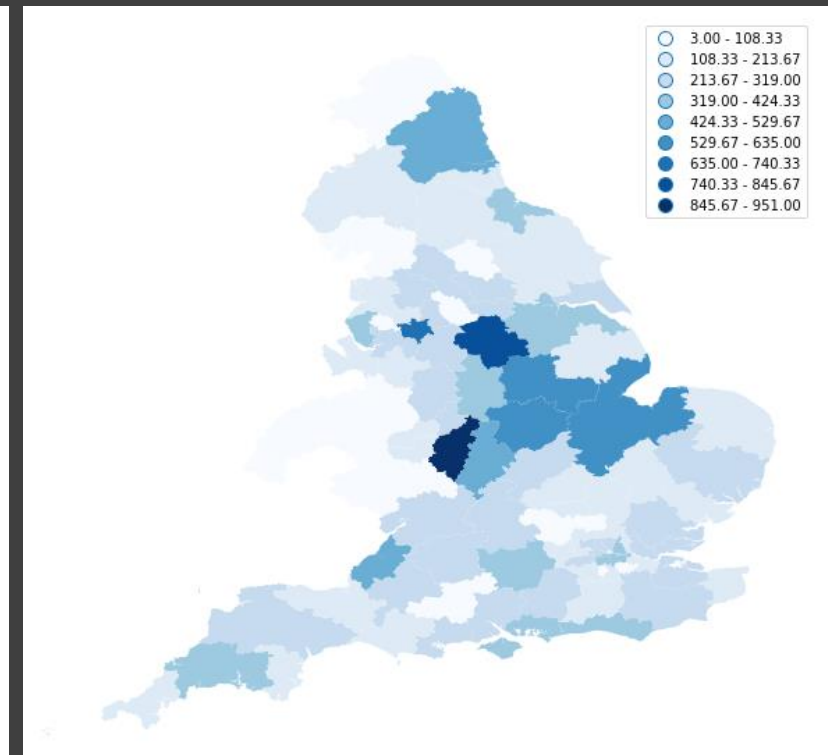 3.00 - 108.33
108.33 - 213.67
213.67 - 319.00
319.00 - 424.33
424.33 - 529.67
529.67 - 635.00
635.00 - 740.33
740.33 - 845.67
845.67 - 951.00